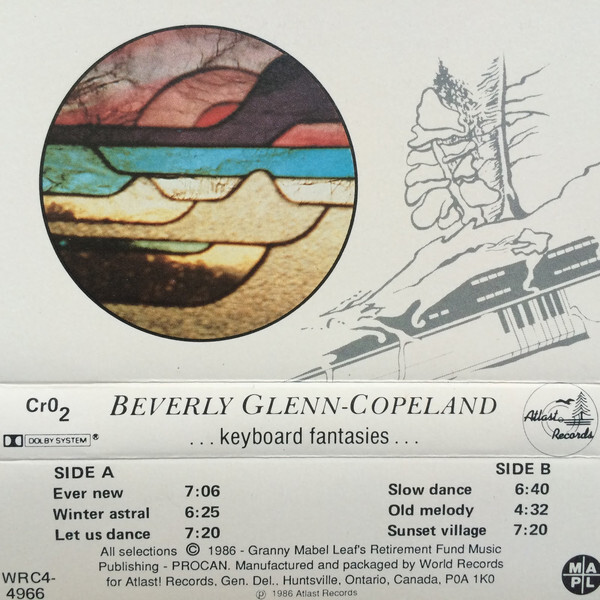 CrO2
DOLBY SYSTEM ®
BEVERLY GLENN-COPELAND
...keyboard fantasies...
Atlast
Records
SIDE A
Ever new 7:06
Winter astral 6:25
Let us dance 7:20
SIDE B
Slow dance 6:40
Old melody 4:32
Sunset village 7:20
All selections © 1986 - Granny Mabel Leaf's Retirement Fund Music
Publishing - PROCAN. Manufactured and packaged by World Records
for Atlast! Records, Gen. Del., Huntsville, Ontario, Canada, P0A 1K0
℗ 1986 Atlast Records
WRC4-
4966
M A
P L